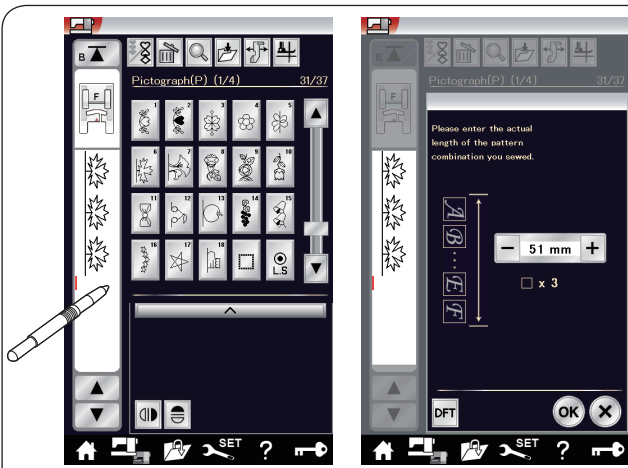 B
Pictograph(P) (1/4) 31/37
F
1 2 3 4 5
6 7 8 9 10
11 12 13 14 15
16 17 18
L.S
SET
?
B
Pictograph(P) (1/4) 31/37
F
Please enter the actual
length of the pattern
combination you sewed.
A
B
E
F
− 51 mm +
x 3
DFT
OK X
SET
?